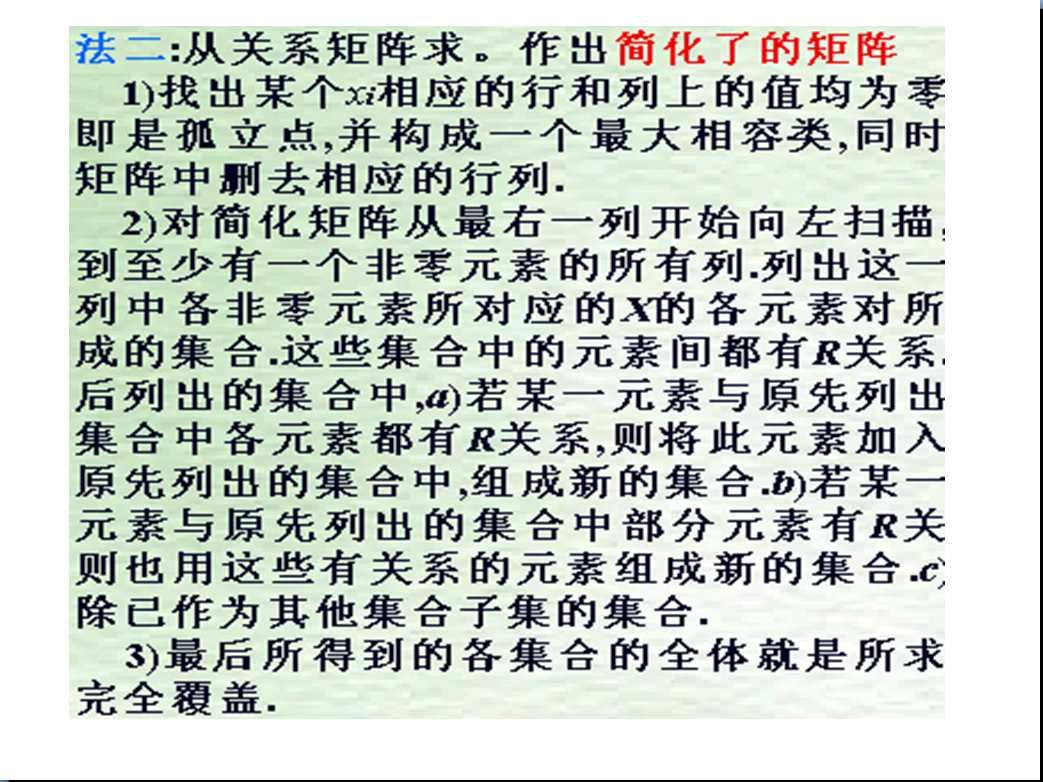 法二:从关系矩阵求。作出简化了的矩阵
1)找出某个xi相应的行和列上的值均为零
即是孤立点,并构成一个最大相容类,同时
矩阵中删去相应的行列.
2)对简化矩阵从最右一列开始向左扫描,
到至少有一个非零元素的所有列.列出这一
列中各非零元素所对应的X的各元素对所
成的集合.这些集合中的元素间都有R关系.
后列出的集合中,a)若某一元素与原先列出
集合中各元素都有R关系,则将此元素加入
原先列出的集合中,组成新的集合.b)若某一
元素与原先列出的集合中部分元素有R关
则也用这些有关系的元素组成新的集合.c)
除已作为其他集合子集的集合.
3)最后所得到的各集合的全体就是所求
完全覆盖.